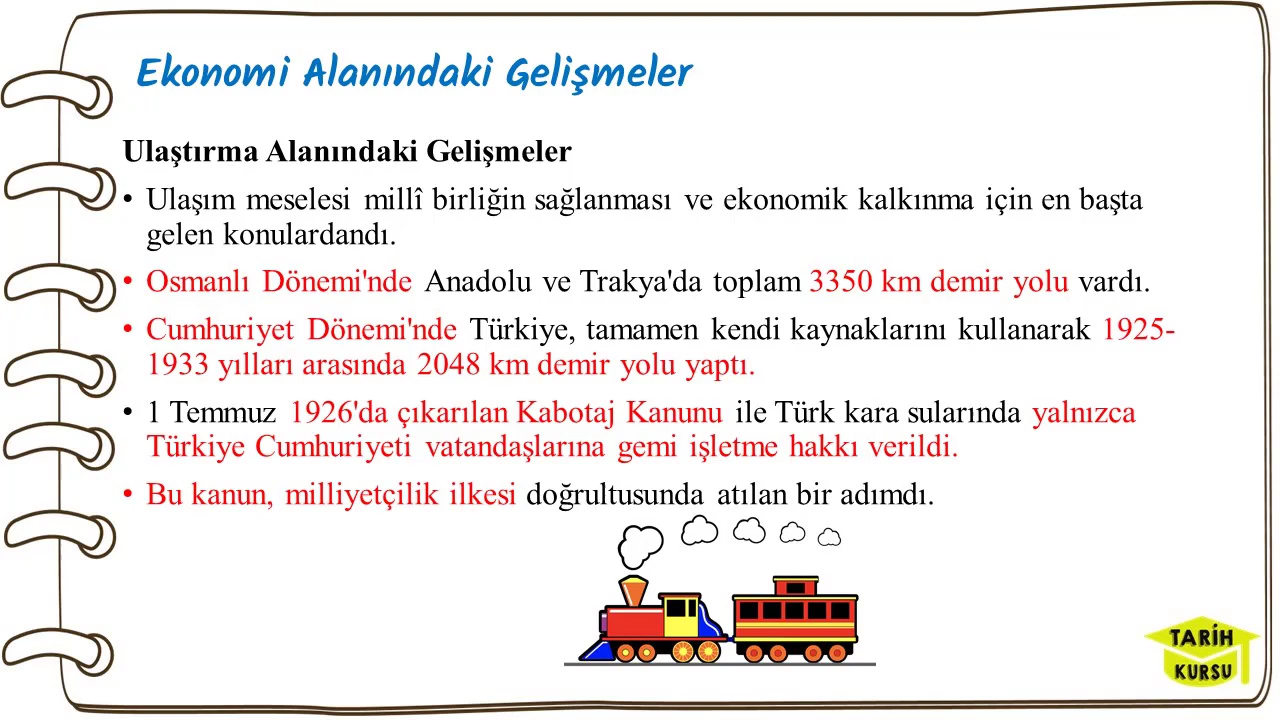 Ekonomi Alanındaki Gelişmeler
Ulaştırma Alanındaki Gelişmeler
• Ulaşım meselesi millî birliğin sağlanması ve ekonomik kalkınma için en başta
gelen konulardandı.
• Osmanlı Dönemi'nde Anadolu ve Trakya'da toplam 3350 km demir yolu vardı.
• Cumhuriyet Dönemi'nde Türkiye, tamamen kendi kaynaklarını kullanarak 1925-
1933 yılları arasında 2048 km demir yolu yaptı.
• 1 Temmuz 1926'da çıkarılan Kabotaj Kanunu ile Türk kara sularında yalnızca
Türkiye Cumhuriyeti vatandaşlarına gemi işletme hakkı verildi.
• Bu kanun, milliyetçilik ilkesi doğrultusunda atılan bir adımdı.
TARİH
KURSU